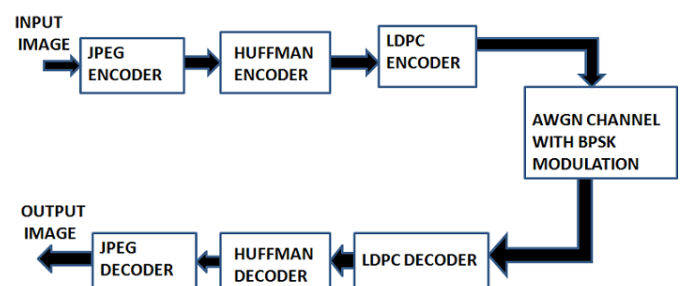 INPUT
IMAGE
JPEG
ENCODER
HUFFMAN
ENCODER
LDPC
ENCODER
AWGN CHANNEL
WITH BPSK
MODULATION
OUTPUT
IMAGE
JPEG
DECODER
HUFFMAN
DECODER
LDPC DECODER